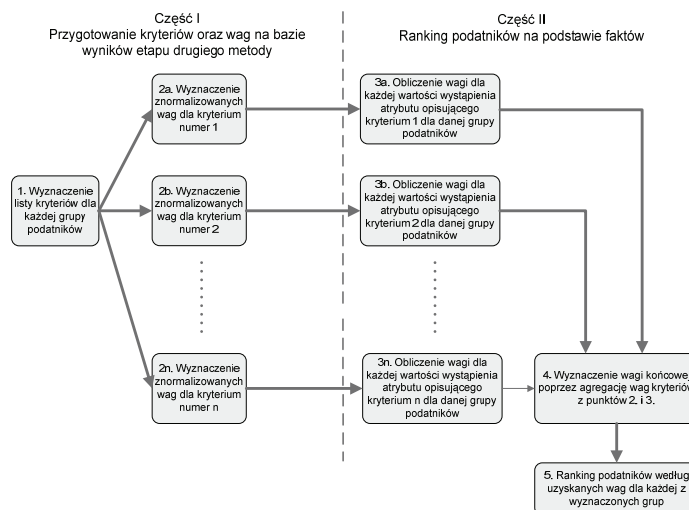 Część I
Przygotowanie kryteriów oraz wag na bazie
wyników etapu drugiego metody
Część II
Ranking podatników na podstawie faktów
1. Wyznaczenie
listy kryteriów dla
każdej grupy
podatników
2a. Wyznaczenie
znormalizowanych
wag dla kryterium
numer 1
2b. Wyznaczenie
znormalizowanych
wag dla kryterium
numer 2
2n. Wyznaczenie
znormalizowanych
wag dla kryterium
numer n
3a. Obliczenie wagi dla
każdej wartości wystąpienia
atrybutu opisującego
kryterium 1 dla danej grupy
podatników
3b. Obliczenie wagi dla
każdej wartości wystąpienia
atrybutu opisującego
kryterium 2 dla danej grupy
podatników
3n. Obliczenie wagi dla
każdej wartości wystąpienia
atrybutu opisującego
kryterium n dla danej grupy
podatników
4. Wyznaczenie wagi końcowej
poprzez agregację wag kryteriów
z punktów 2. i 3.
5. Ranking podatników według
uzyskanych wag dla każdej z
wyznaczonych grup